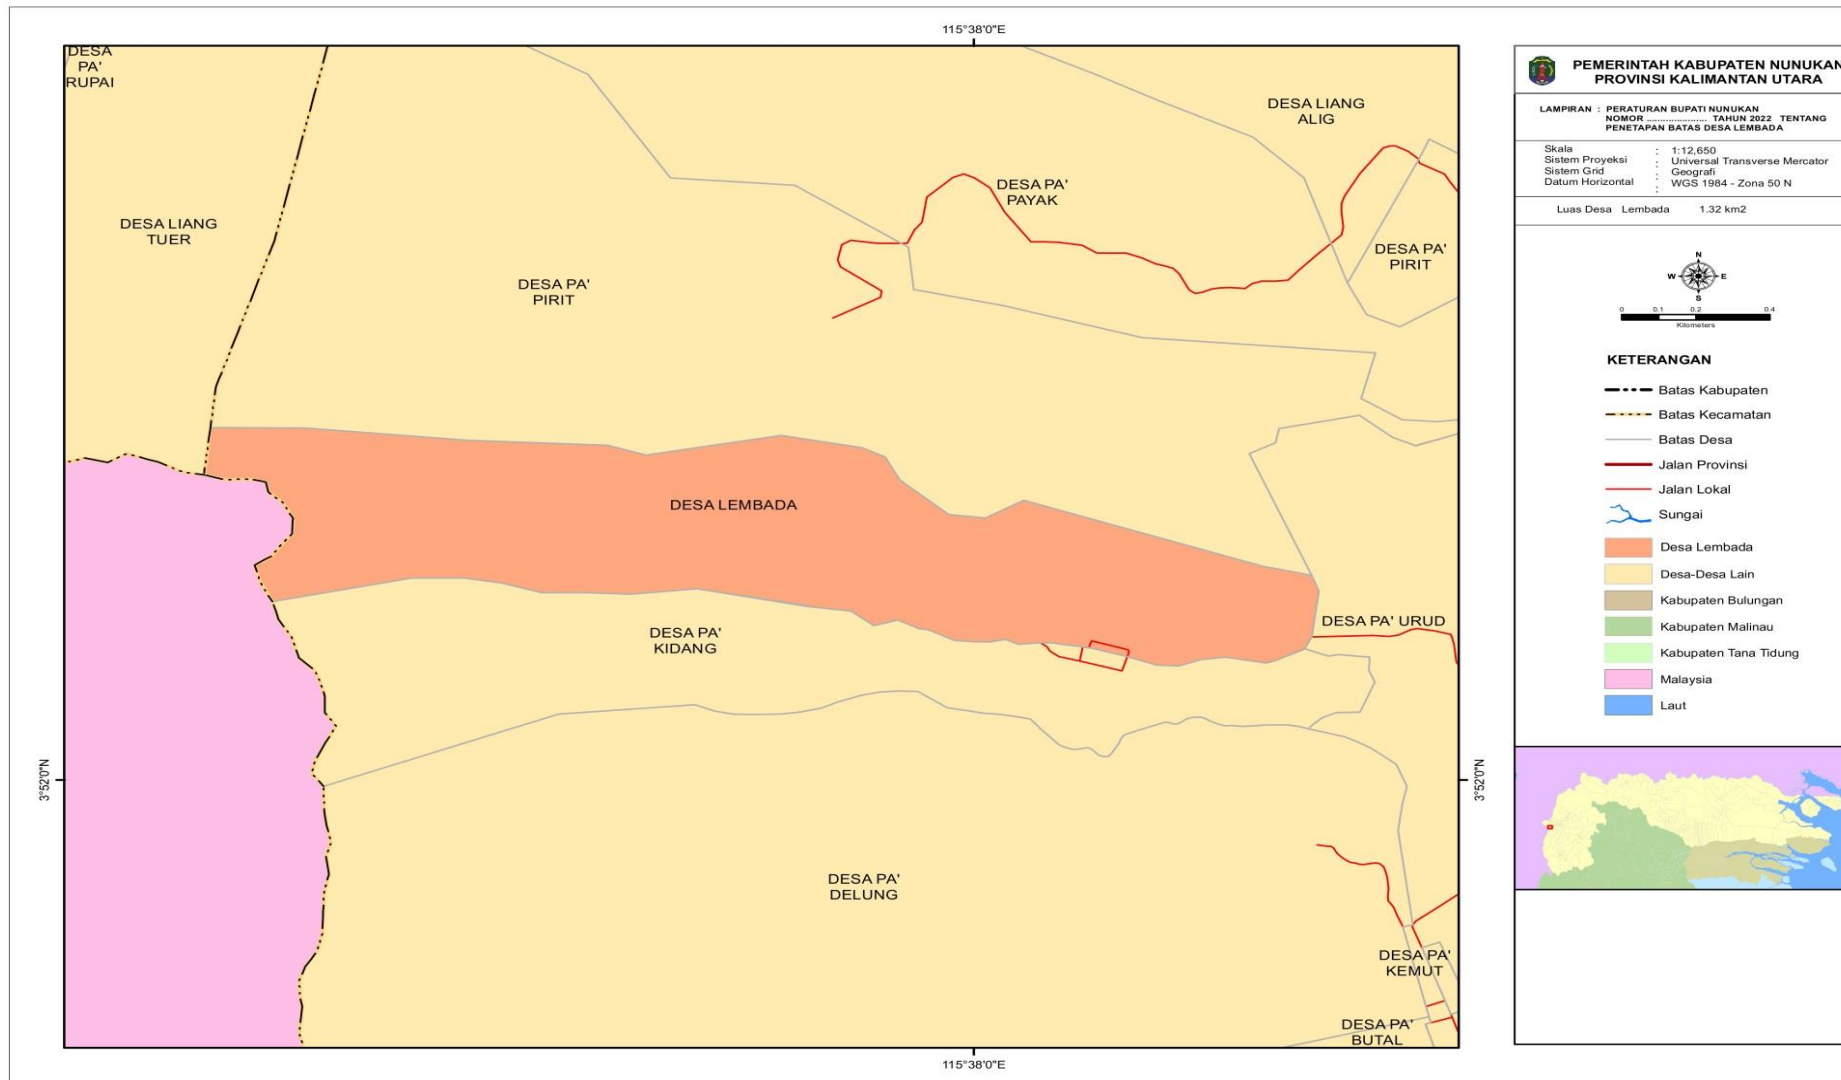 115°38'0"E
DESA
PA'
RUPAI
DESA LIANG
ALIG
DESA PA'
PAYAK
DESA LIANG
TUER
DESA PA'
PIRIT
DESA PA'
PIRIT
DESA LEMBADA
DESA PA' URUD
DESA PA'
KIDANG
3°52'0"N
3°52'0"N
DESA PA'
DELUNG
DESA PA'
KEMUT
DESA PA'
BUTAL
115°38'0"E
PEMERINTAH KABUPATEN NUNUKAN
PROVINSI KALIMANTAN UTARA
LAMPIRAN : PERATURAN BUPATI NUNUKAN
NOMOR ...................... TAHUN 2022 TENTANG
PENETAPAN BATAS DESA LEMBADA
Skala : 1:12,650
Sistem Proyeksi : Universal Transverse Mercator
Sistem Grid : Geografi
Datum Horizontal : WGS 1984 - Zona 50 N
Luas Desa Lembada 1.32 km2
N
W E
S
0 0.1 0.2 0.4
Kilometers
KETERANGAN
Batas Kabupaten
Batas Kecamatan
Batas Desa
Jalan Provinsi
Jalan Lokal
Sungai
Desa Lembada
Desa-Desa Lain
Kabupaten Bulungan
Kabupaten Malinau
Kabupaten Tana Tidung
Malaysia
Laut